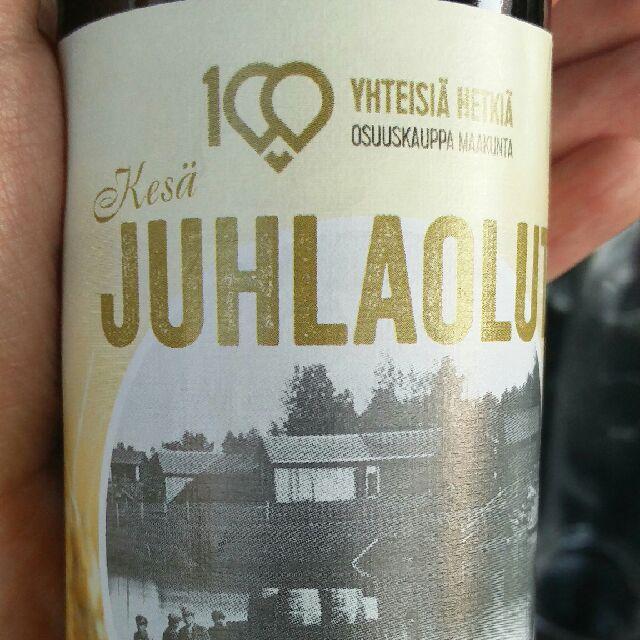 100
YHTEISIÄ HETKIÄ
OSUUSKAUPPA MAAKUNTA
Kesä
JUHLAOLUT